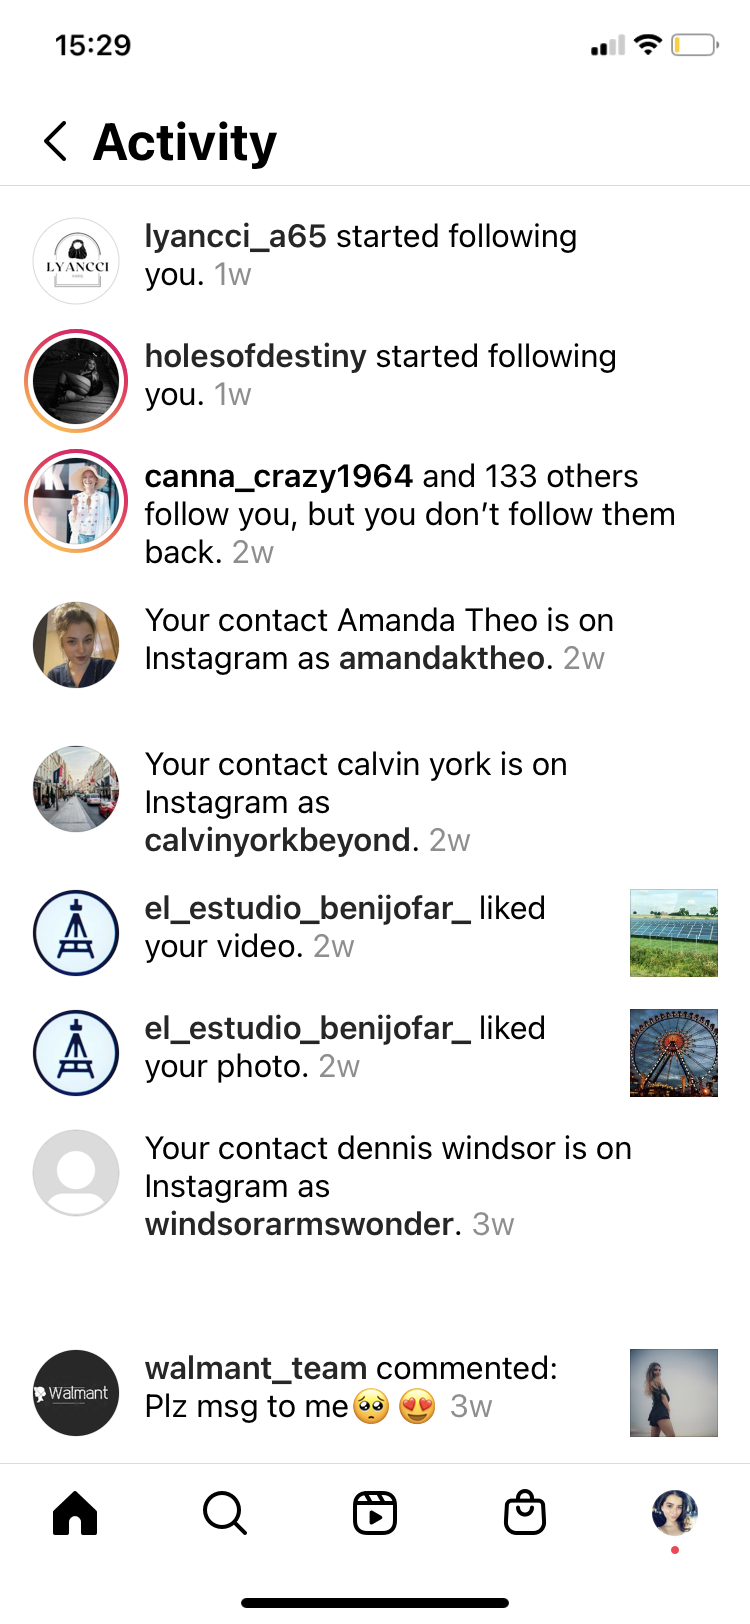 15:29
Activity
lyancci_a65 started following
you. 1w
LYANCCI
holesofdestiny started following
you. 1w
canna_crazy1964 and 133 others
follow you, but you don’t follow them
back. 2w
Your contact Amanda Theo is on
Instagram as amandaktheo. 2w
Your contact calvin york is on
Instagram as
calvinyorkbeyond. 2w
el_estudio_benijofar_ liked
your video. 2w
el_estudio_benijofar_ liked
your photo. 2w
Your contact dennis windsor is on
Instagram as
windsorarmswonder. 3w
walmant_team commented:
Plz msg to me🥺😍 3w
Walmant